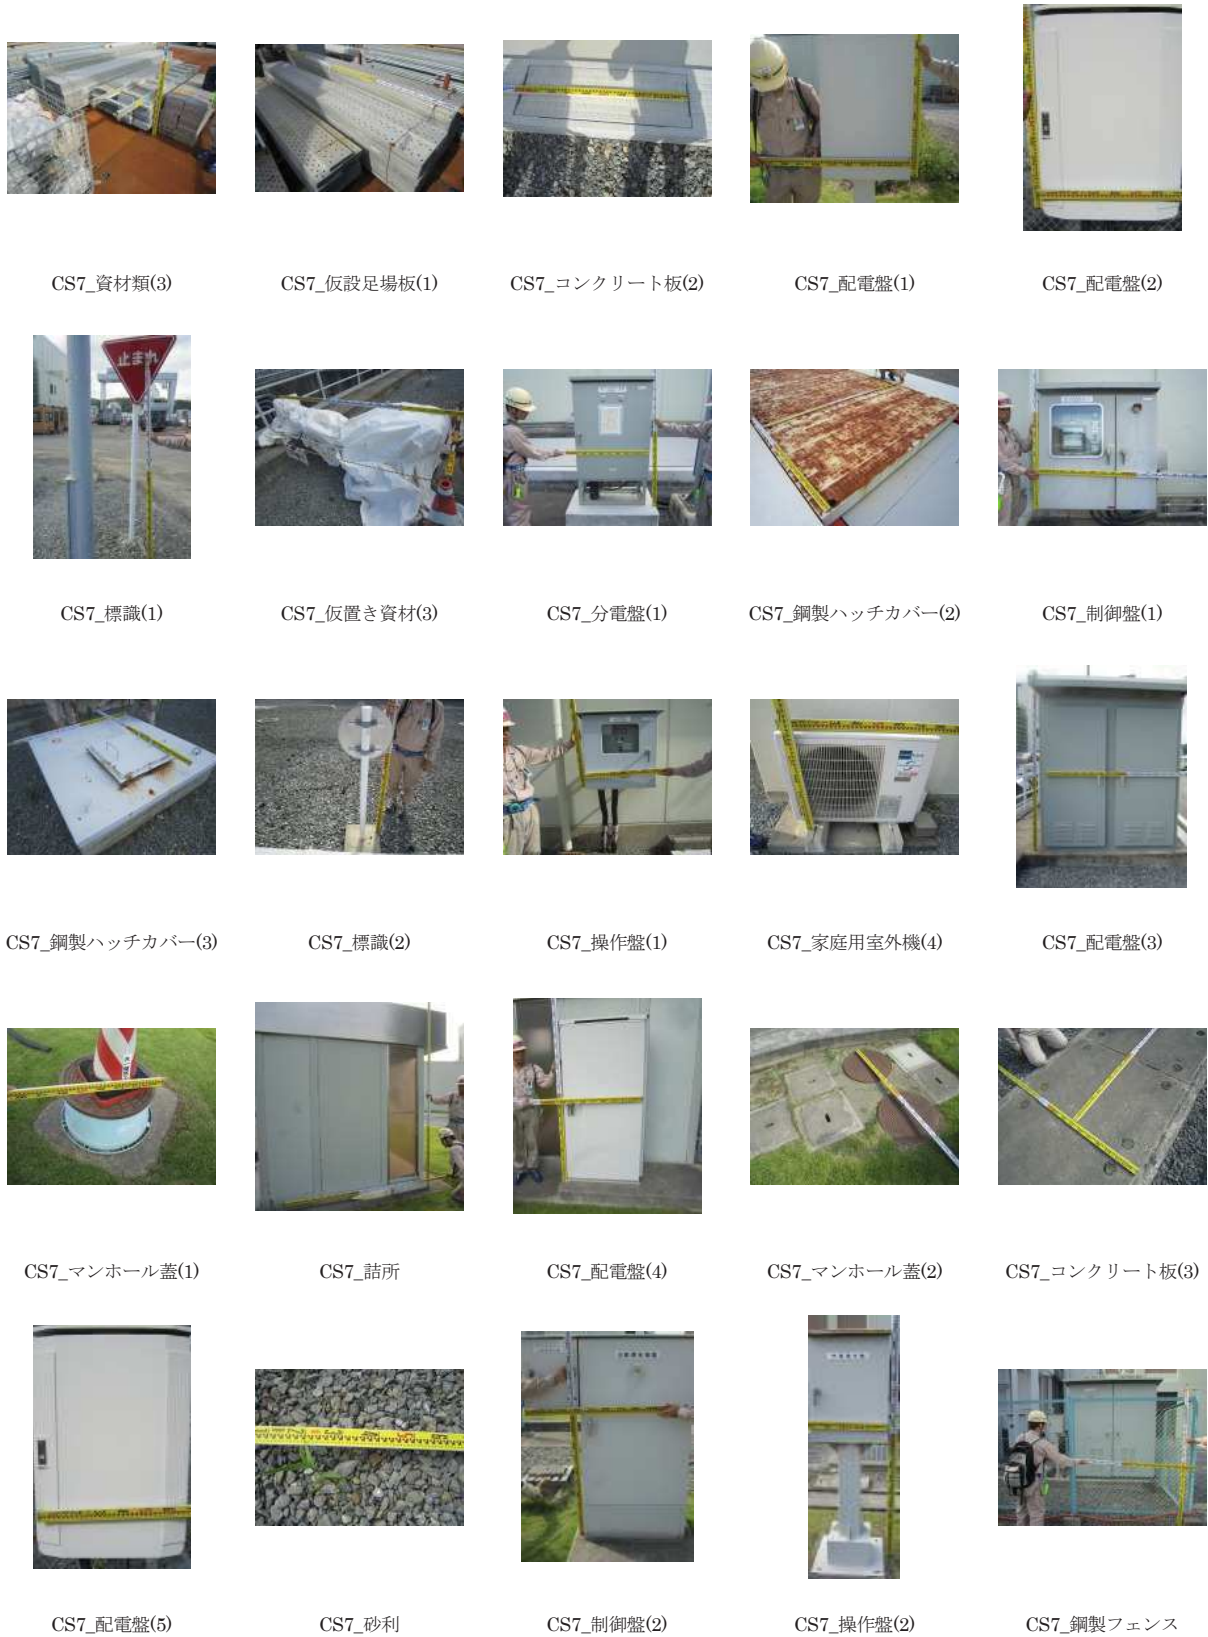 CS7_資材類(3)
CS7_仮設足場板(1)
CS7_コンクリート板(2)
CS7_配電盤(1)
CS7_配電盤(2)
止まれ
CS7_標識(1)
CS7_仮置き資材(3)
CS7_分電盤(1)
CS7_鋼製ハッチカバー(2)
CS7_制御盤(1)
CS7_鋼製ハッチカバー(3)
CS7_標識(2)
CS7_操作盤(1)
CS7_家庭用室外機(4)
CS7_配電盤(3)
CS7_マンホール蓋(1)
CS7_詰所
CS7_配電盤(4)
CS7_マンホール蓋(2)
CS7_コンクリート板(3)
CS7_配電盤(5)
CS7_砂利
CS7_制御盤(2)
CS7_操作盤(2)
CS7_鋼製フェンス